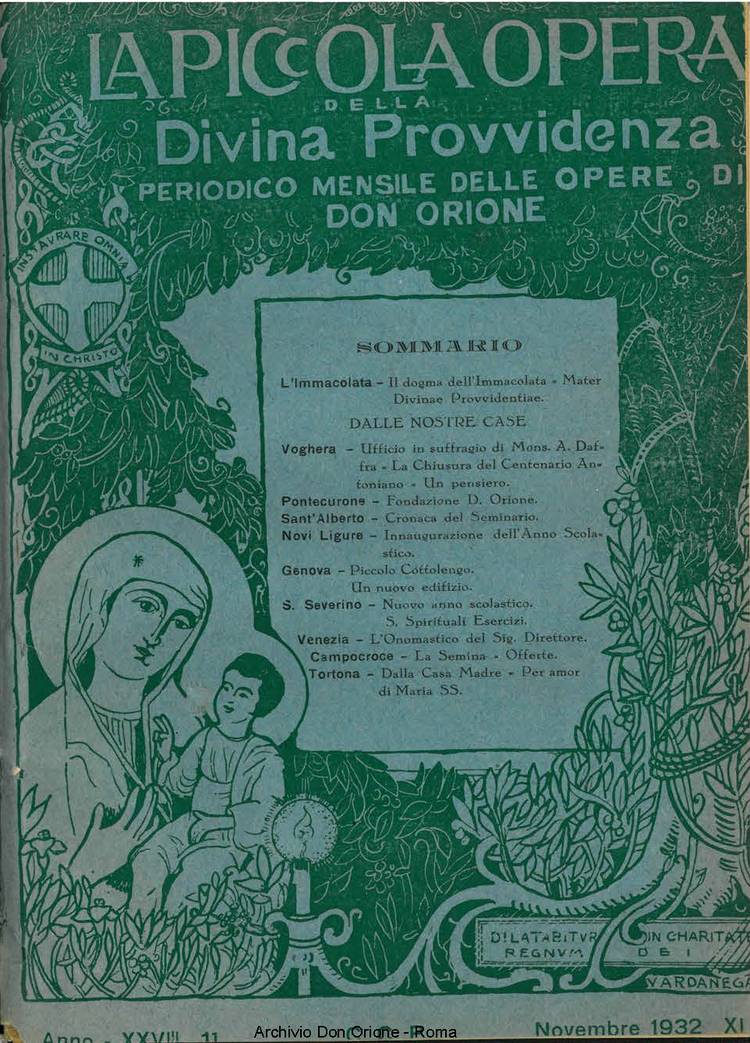 LA PICCOLA OPERA
DELLA
Divina Provvidenza
PERIODICO MENSILE DELLE OPERE DI
DON ORIONE
INSTAVRARE OMNIA
IN CHRISTO
SOMMARIO
L'Immacolata - Il dogma dell'Immacolata - Mater
Divinae Provvidentiae.
DALLE NOSTRE CASE
Voghera - Ufficio in suffragio di Mons. A. Daf-
fra - La Chiusura del Centenario An-
toniano - Un pensiero.
Pontecurone - Fondazione D. Orione.
Sant'Alberto - Cronaca del Seminario.
Novi Ligure - Innaugurazione dell'Anno Scola-
stico.
Genova - Piccolo Cottolengo.
Un nuovo edifizio.
S. Severino - Nuovo anno scolastico.
S. Spirituali Esercizi.
Venezia - L'Onomastico del Sig. Direttore.
Campocroce - La Semina - Offerte.
Tortona - Dalla Casa Madre - Per amor
di Maria SS.
DILATABITVR IN CHARITATE
REGNVM DEI
VARDANEGA
Anno - XXVIII 11
Novembre 1932 XI
Archivio Don Orione - Roma